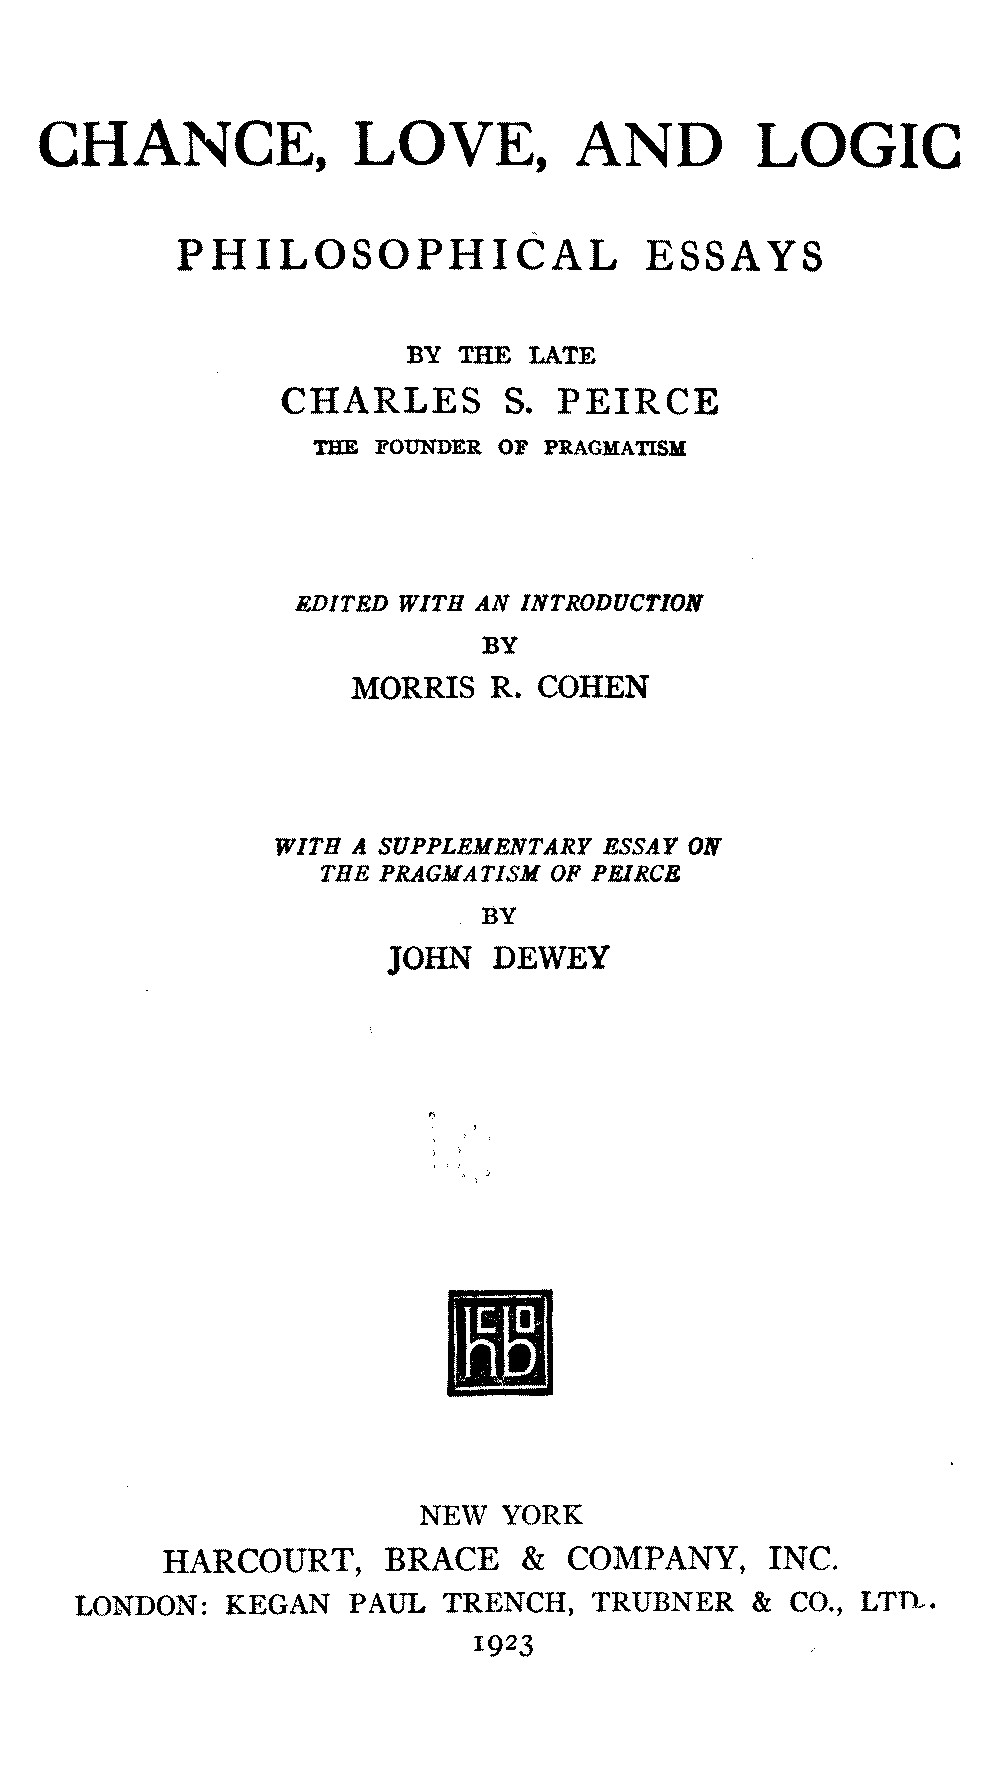 CHANCE, LOVE, AND LOGIC
PHILOSOPHICAL ESSAYS
BY THE LATE
CHARLES S. PEIRCE
THE FOUNDER OF PRAGMATISM
EDITED WITH AN INTRODUCTION
BY
MORRIS R. COHEN
WITH A SUPPLEMENTARY ESSAY ON
THE PRAGMATISM OF PEIRCE
BY
JOHN DEWEY
hcbo
NEW YORK
HARCOURT, BRACE & COMPANY, INC.
LONDON: KEGAN PAUL TRENCH, TRUBNER & CO., LTD.
1923